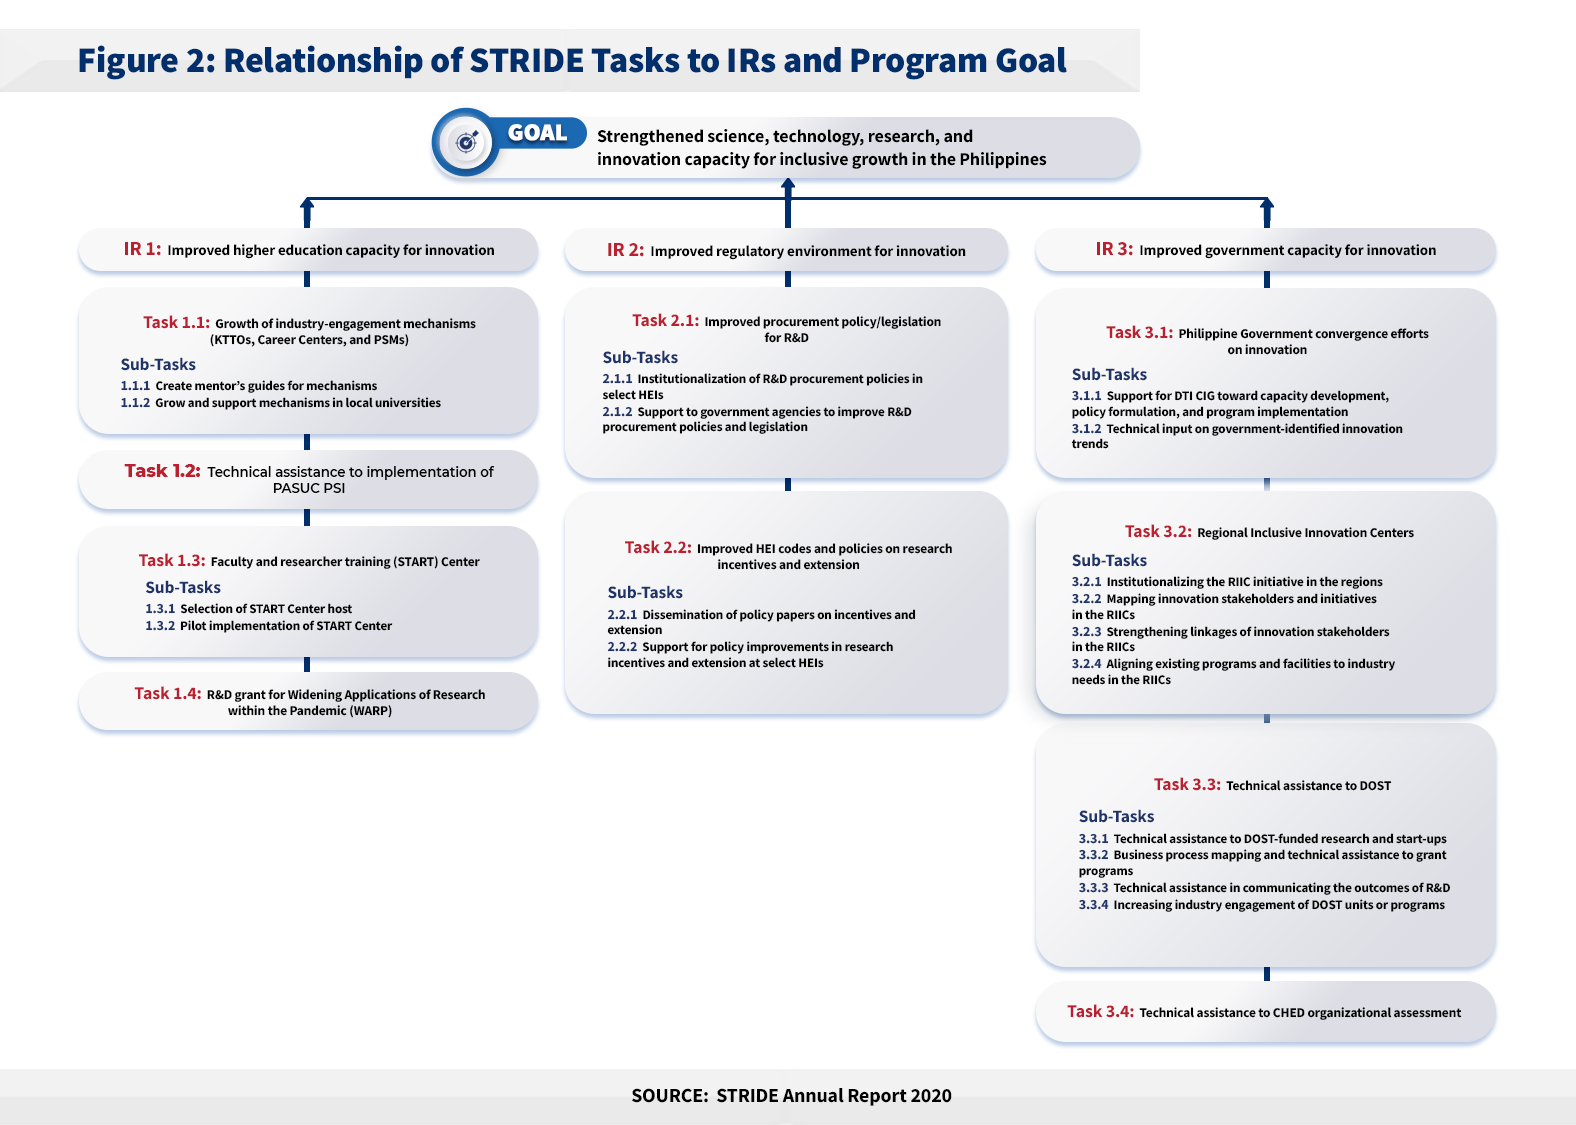 Figure 2: Relationship of STRIDE Tasks to IRs and Program Goal
GOAL
Strengthened science, technology, research, and
innovation capacity for inclusive growth in the Philippines
IR 1: Improved higher education capacity for innovation
Task 1.1: Growth of industry-engagement mechanisms
(KTTOs, Career Centers, and PSMs)
Sub-Tasks
1.1.1 Create mentor’s guides for mechanisms
1.1.2 Grow and support mechanisms in local universities
Task 1.2: Technical assistance to implementation of
PASUC PSI
Task 1.3: Faculty and researcher training (START) Center
Sub-Tasks
1.3.1 Selection of START Center host
1.3.2 Pilot implementation of START Center
Task 1.4: R&D grant for Widening Applications of Research
within the Pandemic (WARP)
IR 2: Improved regulatory environment for innovation
Task 2.1: Improved procurement policy/legislation
for R&D
Sub-Tasks
2.1.1 Institutionalization of R&D procurement policies in
select HEIs
2.1.2 Support to government agencies to improve R&D
procurement policies and legislation
Task 2.2: Improved HEI codes and policies on research
incentives and extension
Sub-Tasks
2.2.1 Dissemination of policy papers on incentives and
extension
2.2.2 Support for policy improvements in research
incentives and extension at select HEIs
IR 3: Improved government capacity for innovation
Task 3.1: Philippine Government convergence efforts
on innovation
Sub-Tasks
3.1.1 Support for DTI CIG toward capacity development,
policy formulation, and program implementation
3.1.2 Technical input on government-identified innovation
trends
Task 3.2: Regional Inclusive Innovation Centers
Sub-Tasks
3.2.1 Institutionalizing the RIIC initiative in the regions
3.2.2 Mapping innovation stakeholders and initiatives
in the RIICs
3.2.3 Strengthening linkages of innovation stakeholders
in the RIICs
3.2.4 Aligning existing programs and facilities to industry
needs in the RIICs
Task 3.3: Technical assistance to DOST
Sub-Tasks
3.3.1 Technical assistance to DOST-funded research and start-ups
3.3.2 Business process mapping and technical assistance to grant
programs
3.3.3 Technical assistance in communicating the outcomes of R&D
3.3.4 Increasing industry engagement of DOST units or programs
Task 3.4: Technical assistance to CHED organizational assessment
SOURCE: STRIDE Annual Report 2020